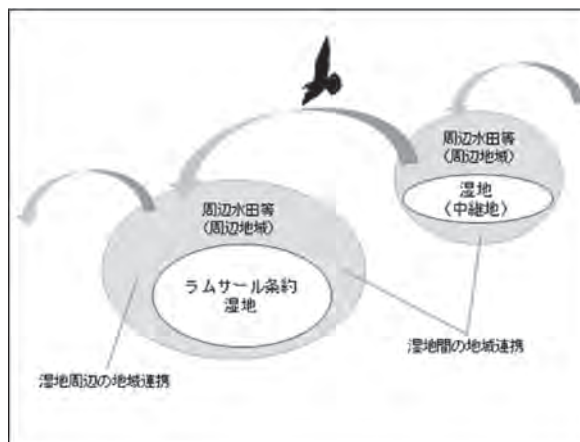 周辺水田等
(周辺地域)
湿地
〈中継地〉
周辺水田等
(周辺地域)
ラムサール条約
湿地
湿地間の地域連携
湿地周辺の地域連携